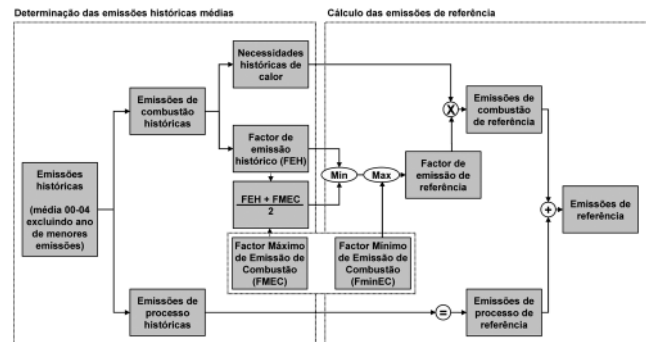 Determinação das emissões históricas médias
Cálculo das emissões de referência
Necessidades
históricas de
calor
Emissões de
combustão
históricas
Emissões de
combustão
de referência
Factor de
emissão
histórico (FEH)
Min
Max
Factor de
emissão de
referência
X
Emissões
históricas
(média 00-04
excluindo ano
de menores
emissões)
FEH + FMEC
2
+
Emissões de
referência
Factor Máximo
de Emissão de
Combustão
(FMEC)
Factor Mínimo
de Emissão de
Combustão
(FminEC)
Emissões de
processo
históricas
=
Emissões de
processo de
referência